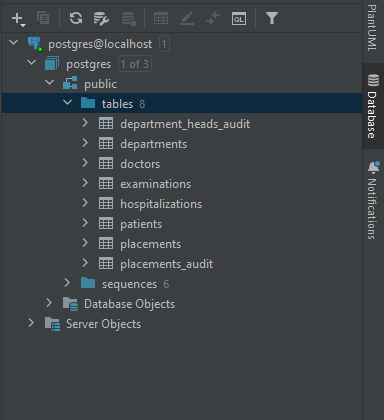 postgres@localhost 1
postgres 1 of 3
public
tables 8
department_heads_audit
departments
doctors
examinations
hospitalizations
patients
placements
placements_audit
sequences 6
Database Objects
Server Objects
QL
PlantUML
Database
Notifications